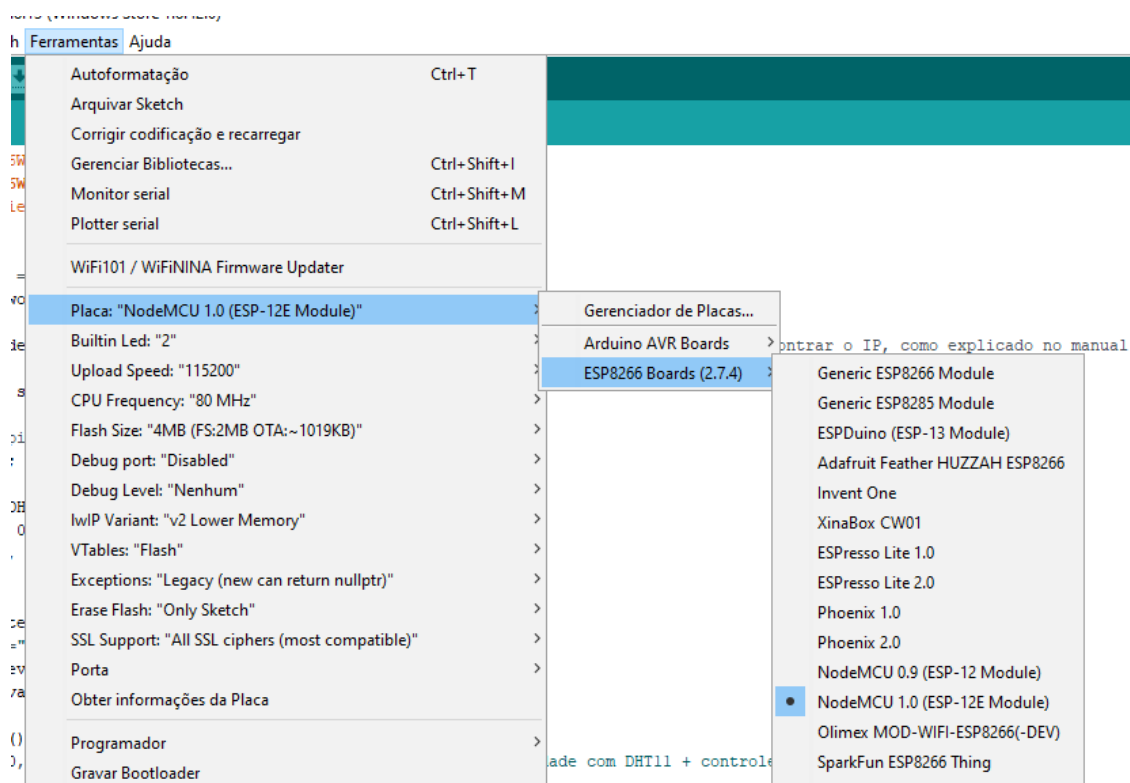 Ferramentas Ajuda
Autoformatação Ctrl+T
Arquivar Sketch
Corrigir codificação e recarregar
Gerenciar Bibliotecas... Ctrl+Shift+I
Monitor serial Ctrl+Shift+M
Plotter serial Ctrl+Shift+L
WiFi101 / WiFiNINA Firmware Updater
Placa: "NodeMCU 1.0 (ESP-12E Module)"
Builtin Led: "2"
Upload Speed: "115200"
CPU Frequency: "80 MHz"
Flash Size: "4MB (FS:2MB OTA:~1019KB)"
Debug port: "Disabled"
Debug Level: "Nenhum"
lwIP Variant: "v2 Lower Memory"
VTables: "Flash"
Exceptions: "Legacy (new can return nullptr)"
Erase Flash: "Only Sketch"
SSL Support: "All SSL ciphers (most compatible)"
Porta
Obter informações da Placa
Programador
Gravar Bootloader
Gerenciador de Placas...
Arduino AVR Boards
ESP8266 Boards (2.7.4)
o IP, como explicado no manual
Generic ESP8266 Module
Generic ESP8285 Module
ESPDuino (ESP-13 Module)
Adafruit Feather HUZZAH ESP8266
Invent One
XinaBox CW01
ESPresso Lite 1.0
ESPresso Lite 2.0
Phoenix 1.0
Phoenix 2.0
NodeMCU 0.9 (ESP-12 Module)
NodeMCU 1.0 (ESP-12E Module)
Olimex MOD-WIFI-ESP8266(-DEV)
SparkFun ESP8266 Thing
com DHT11 + controle